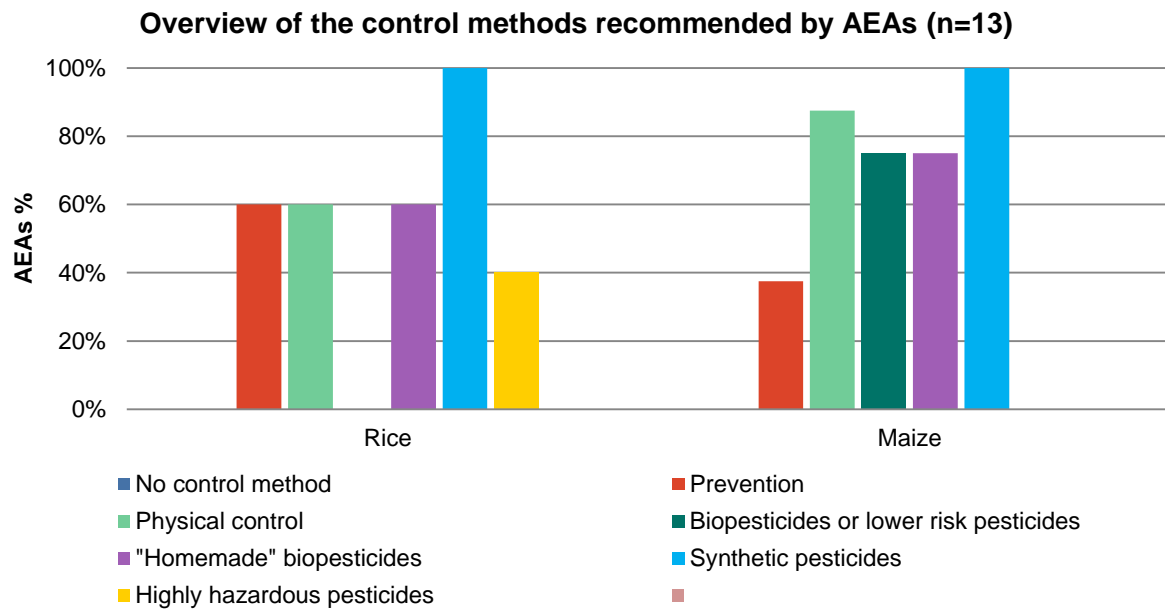 Overview of the control methods recommended by AEAs (n=13)
100%
80%
60%
40%
20%
0%
AEAs %
Rice
Maize
No control method
Prevention
Physical control
Biopesticides or lower risk pesticides
"Homemade" biopesticides
Synthetic pesticides
Highly hazardous pesticides